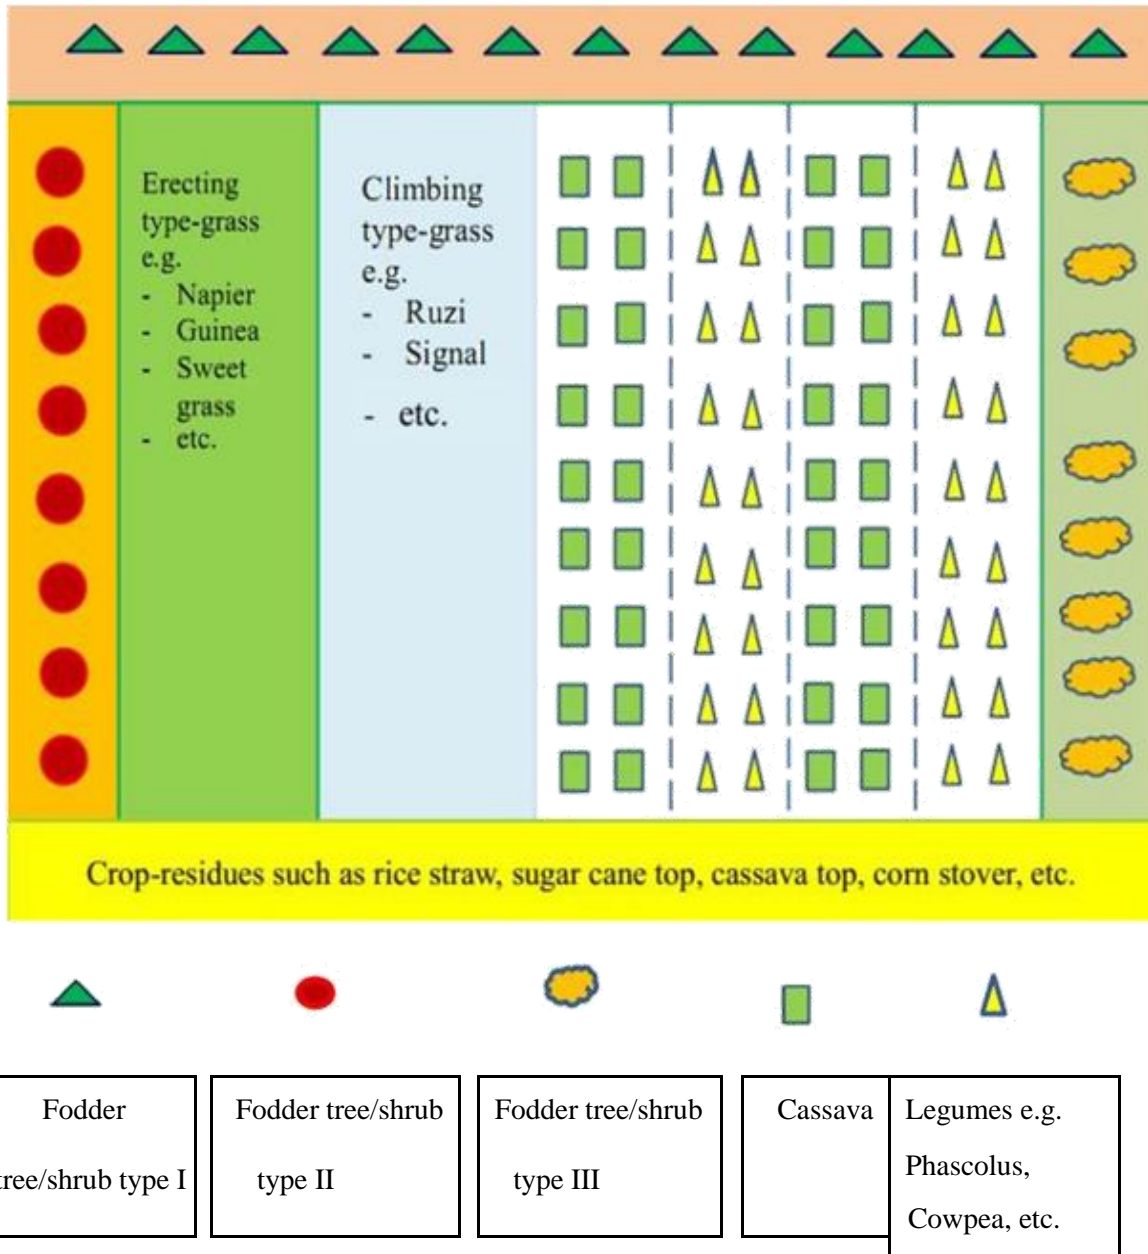 Erecting
type-grass
e.g.
- Napier
- Guinea
- Sweet
grass
- etc.
Climbing
type-grass
e.g.
- Ruzi
- Signal
- etc.
Crop-residues such as rice straw, sugar cane top, cassava top, corn stover, etc.
Fodder
tree/shrub type I
Fodder tree/shrub
type II
Fodder tree/shrub
type III
Cassava
Legumes e.g.
Phascolus,
Cowpea, etc.